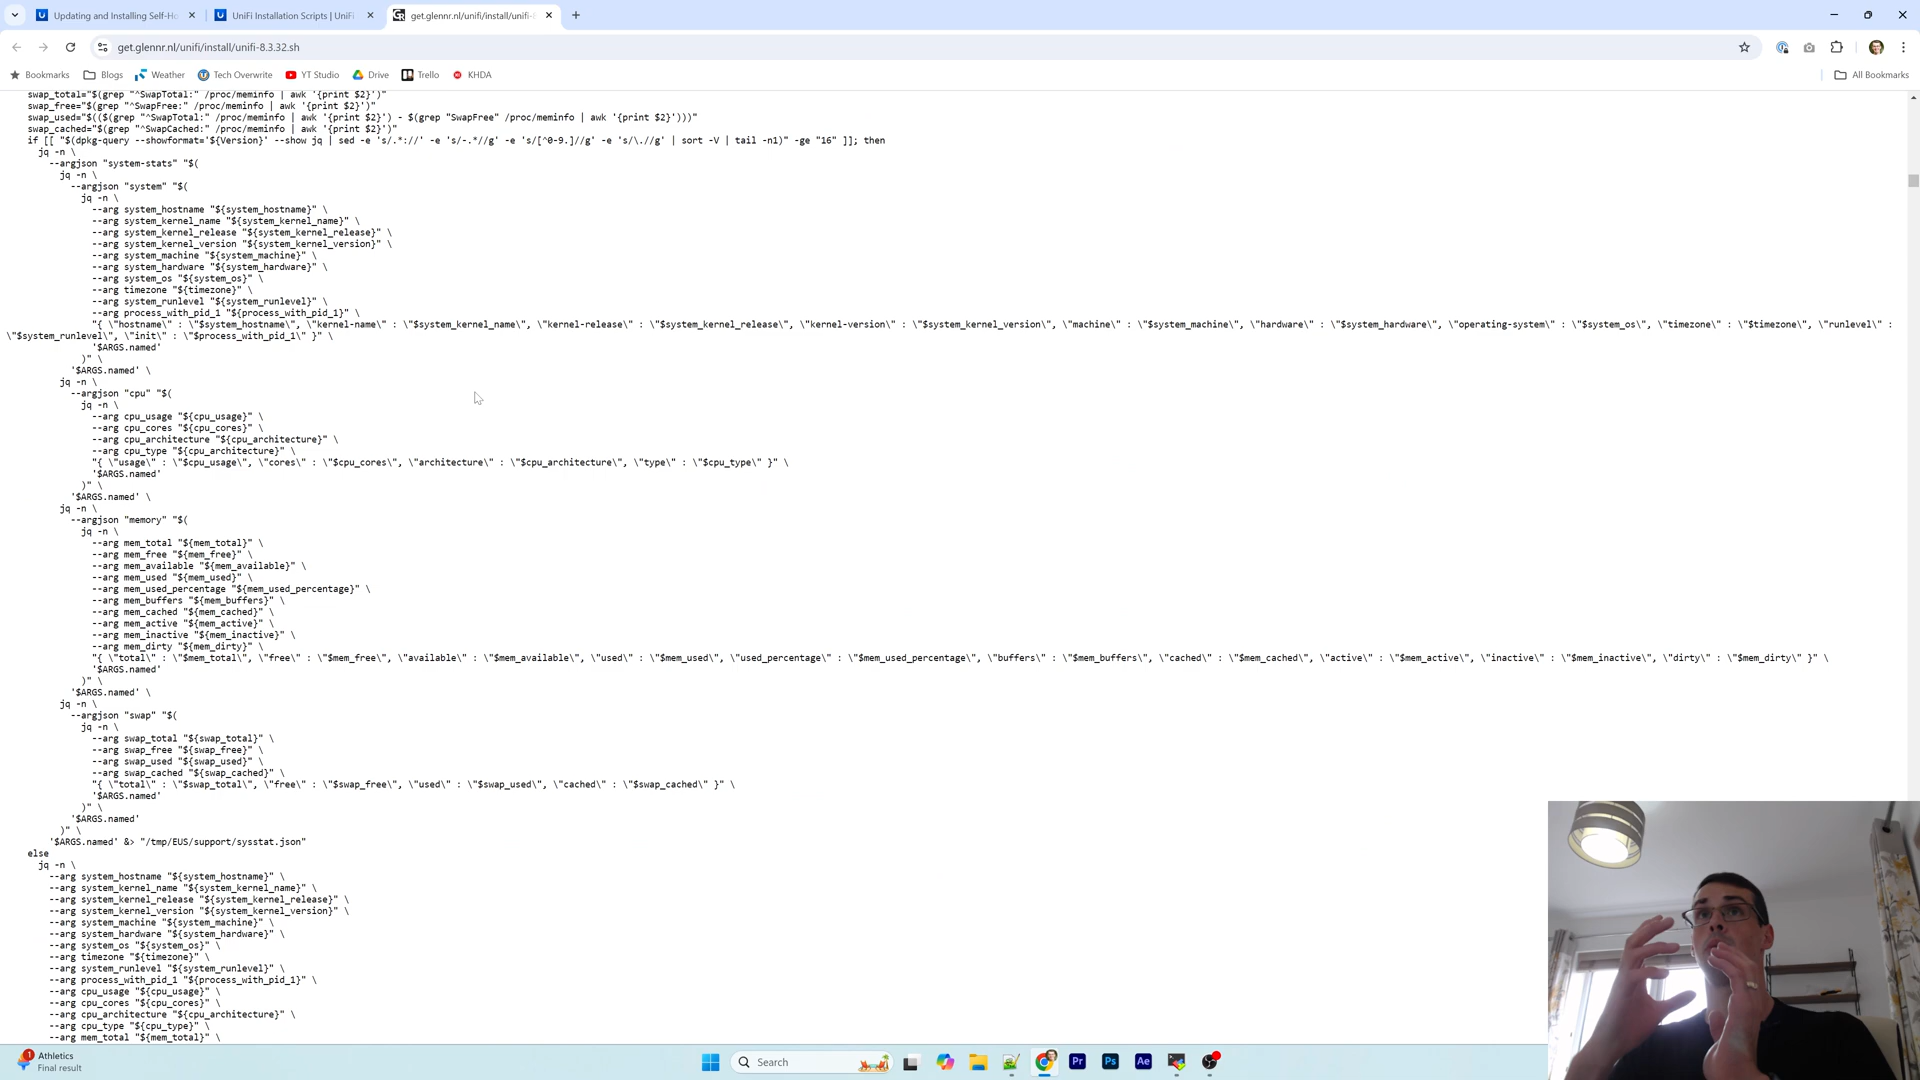 Updating and Installing Self-Ho
UniFi Installation Scripts | UniFi
get.glennr.nl/unifi/install/unifi-8
get.glennr.nl/unifi/install/unifi-8.3.32.sh
Bookmarks
Blogs
Weather
Tech Overwrite
YT Studio
Drive
Trello
KHDA
All Bookmarks
swap_total="$(grep "^SwapTotal:" /proc/meminfo | awk '{print $2}')"
swap_free="$(grep "^SwapFree:" /proc/meminfo | awk '{print $2}')"
swap_used="$(($(grep "^SwapTotal:" /proc/meminfo | awk '{print $2}') - $(grep "SwapFree" /proc/meminfo | awk '{print $2}')))"
swap_cached="$(grep "^SwapCached:" /proc/meminfo | awk '{print $2}')"
if [[ "$(dpkg-query --showformat='${Version}' --show jq | sed -e 's/.*://' -e 's/-.*//g' -e 's/[^0-9.]//g' -e 's/\.//g' | sort -V | tail -n1)" -ge "16" ]]; then
jq -n \
--argjson "system-stats" "$(
jq -n \
--argjson "system" "$(
jq -n \
--arg system_hostname "${system_hostname}" \
--arg system_kernel_name "${system_kernel_name}" \
--arg system_kernel_release "${system_kernel_release}" \
--arg system_kernel_version "${system_kernel_version}" \
--arg system_machine "${system_machine}" \
--arg system_hardware "${system_hardware}" \
--arg system_os "${system_os}" \
--arg timezone "${timezone}" \
--arg system_runlevel "${system_runlevel}" \
--arg process_with_pid_1 "${process_with_pid_1}" \
"{ \"hostname\" : \"$system_hostname\", \"kernel-name\" : \"$system_kernel_name\", \"kernel-release\" : \"$system_kernel_release\", \"kernel-version\" : \"$system_kernel_version\", \"machine\" : \"$system_machine\", \"hardware\" : \"$system_hardware\", \"operating-system\" : \"$system_os\", \"timezone\" : \"$timezone\", \"runlevel\" :
\"$system_runlevel\", \"init\" : \"$process_with_pid_1\" }" \
'$ARGS.named'
)" \
'$ARGS.named' \
jq -n \
--argjson "cpu" "$(
jq -n \
--arg cpu_usage "${cpu_usage}" \
--arg cpu_cores "${cpu_cores}" \
--arg cpu_architecture "${cpu_architecture}" \
--arg cpu_type "${cpu_architecture}" \
"{ \"usage\" : \"$cpu_usage\", \"cores\" : \"$cpu_cores\", \"architecture\" : \"$cpu_architecture\", \"type\" : \"$cpu_type\" }" \
'$ARGS.named'
)" \
'$ARGS.named' \
jq -n \
--argjson "memory" "$(
jq -n \
--arg mem_total "${mem_total}" \
--arg mem_free "${mem_free}" \
--arg mem_available "${mem_available}" \
--arg mem_used "${mem_used}" \
--arg mem_used_percentage "${mem_used_percentage}" \
--arg mem_buffers "${mem_buffers}" \
--arg mem_cached "${mem_cached}" \
--arg mem_active "${mem_active}" \
--arg mem_inactive "${mem_inactive}" \
--arg mem_dirty "${mem_dirty}" \
"{ \"total\" : \"$mem_total\", \"free\" : \"$mem_free\", \"available\" : \"$mem_available\", \"used\" : \"$mem_used\", \"used_percentage\" : \"$mem_used_percentage\", \"buffers\" : \"$mem_buffers\", \"cached\" : \"$mem_cached\", \"active\" : \"$mem_active\", \"inactive\" : \"$mem_inactive\", \"dirty\" : \"$mem_dirty\" }" \
'$ARGS.named'
)" \
'$ARGS.named' \
jq -n \
--argjson "swap" "$(
jq -n \
--arg swap_total "${swap_total}" \
--arg swap_free "${swap_free}" \
--arg swap_used "${swap_used}" \
--arg swap_cached "${swap_cached}" \
"{ \"total\" : \"$swap_total\", \"free\" : \"$swap_free\", \"used\" : \"$swap_used\", \"cached\" : \"$swap_cached\" }" \
'$ARGS.named'
)" \
'$ARGS.named'
)" \
'$ARGS.named' &> "/tmp/EUS/support/sysstat.json"
else
jq -n \
--arg system_hostname "${system_hostname}" \
--arg system_kernel_name "${system_kernel_name}" \
--arg system_kernel_release "${system_kernel_release}" \
--arg system_kernel_version "${system_kernel_version}" \
--arg system_machine "${system_machine}" \
--arg system_hardware "${system_hardware}" \
--arg system_os "${system_os}" \
--arg timezone "${timezone}" \
--arg system_runlevel "${system_runlevel}" \
--arg process_with_pid_1 "${process_with_pid_1}" \
--arg cpu_usage "${cpu_usage}" \
--arg cpu_cores "${cpu_cores}" \
--arg cpu_architecture "${cpu_architecture}" \
--arg cpu_type "${cpu_type}" \
--arg mem_total "${mem_total}" \
1
Athletics
Final result
Search
Pr
Ps
Ae